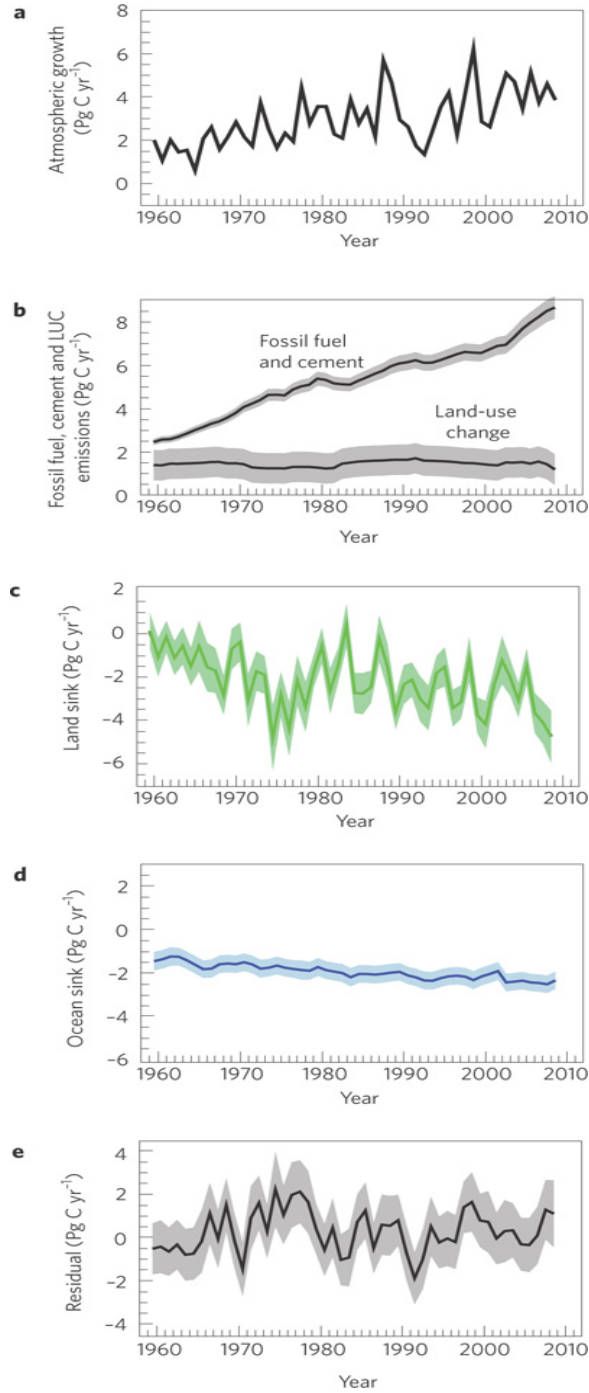 a
Atmospheric growth
(Pg C yr⁻¹)
8
6
4
2
0
1960 1970 1980 1990 2000 2010
Year
b
Fossil fuel, cement and LUC
emissions (Pg C yr⁻¹)
8
6
4
2
0
Fossil fuel
and cement
Land-use
change
1960 1970 1980 1990 2000 2010
Year
c
Land sink (Pg C yr⁻¹)
2
0
-2
-4
-6
1960 1970 1980 1990 2000 2010
Year
d
Ocean sink (Pg C yr⁻¹)
2
0
-2
-4
-6
1960 1970 1980 1990 2000 2010
Year
e
Residual (Pg C yr⁻¹)
4
2
0
-2
-4
1960 1970 1980 1990 2000 2010
Year